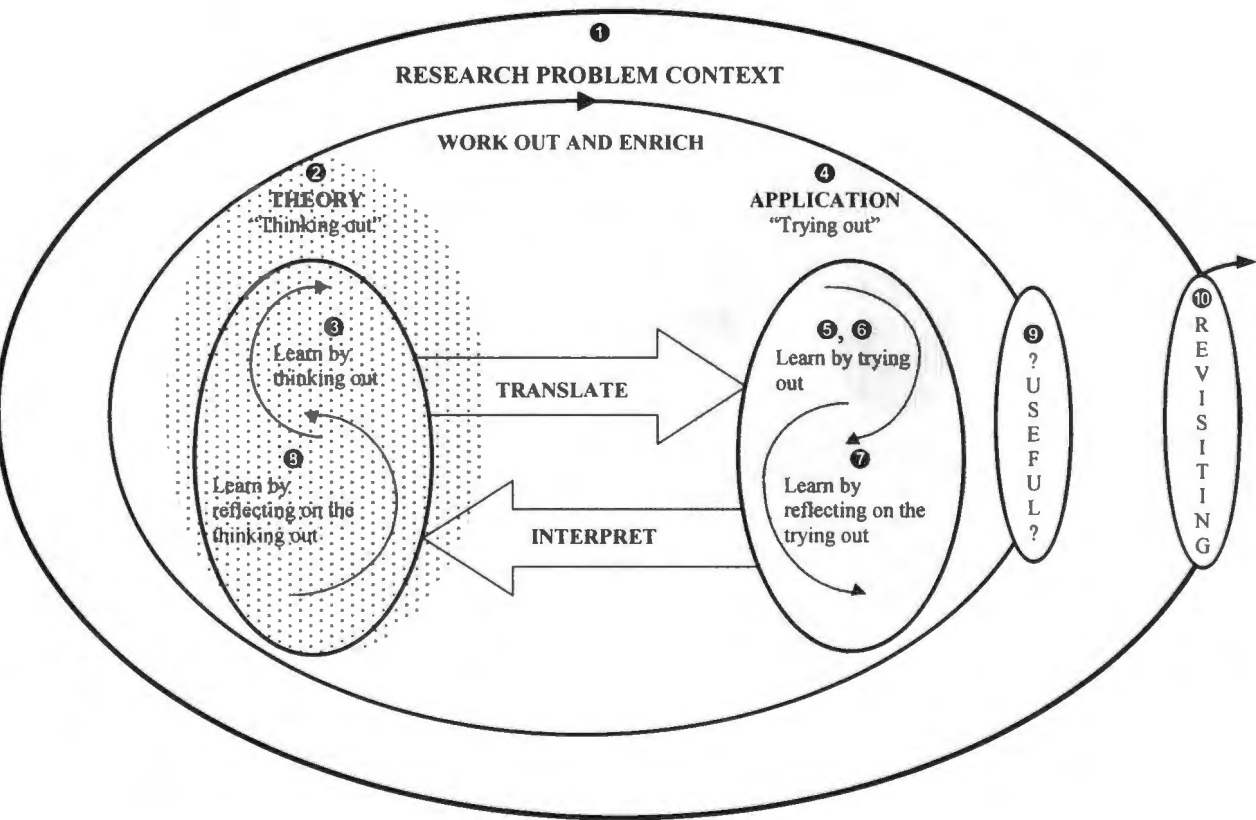 ❶
RESEARCH PROBLEM CONTEXT
WORK OUT AND ENRICH
❷
THEORY
“Thinking out”
❸
Learn by
thinking out
❽
Learn by
reflecting on the
thinking out
TRANSLATE
INTERPRET
❹
APPLICATION
“Trying out”
❺, ❻
Learn by trying
out
❼
Learn by
reflecting on the
trying out
❾
?
U
S
E
F
U
L
?
❿
R
E
V
I
S
I
T
I
N
G